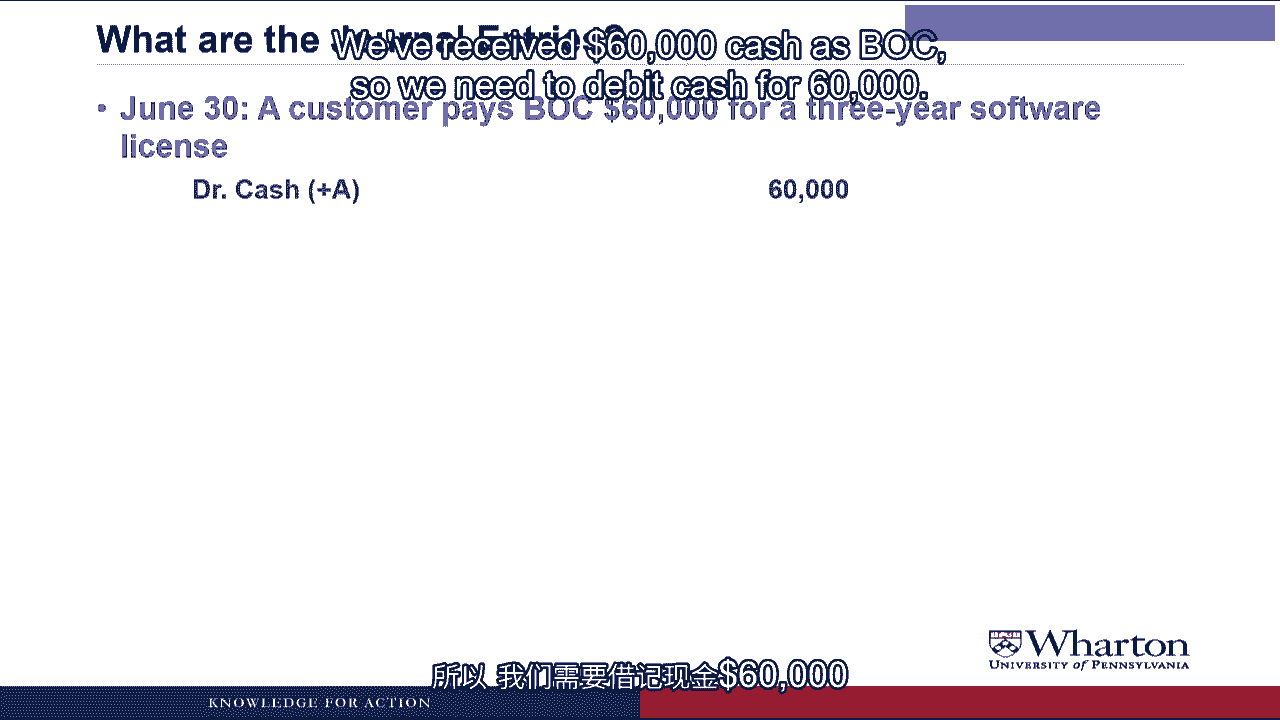 What are the Journal Entries?
We've received $60,000 cash as BOC,
so we need to debit cash for 60,000.
• June 30: A customer pays BOC $60,000 for a three-year software
license
Dr. Cash (+A) 60,000
Wharton
UNIVERSITY of PENNSYLVANIA
所以 我们需要借记现金$60,000
KNOWLEDGE FOR ACTION